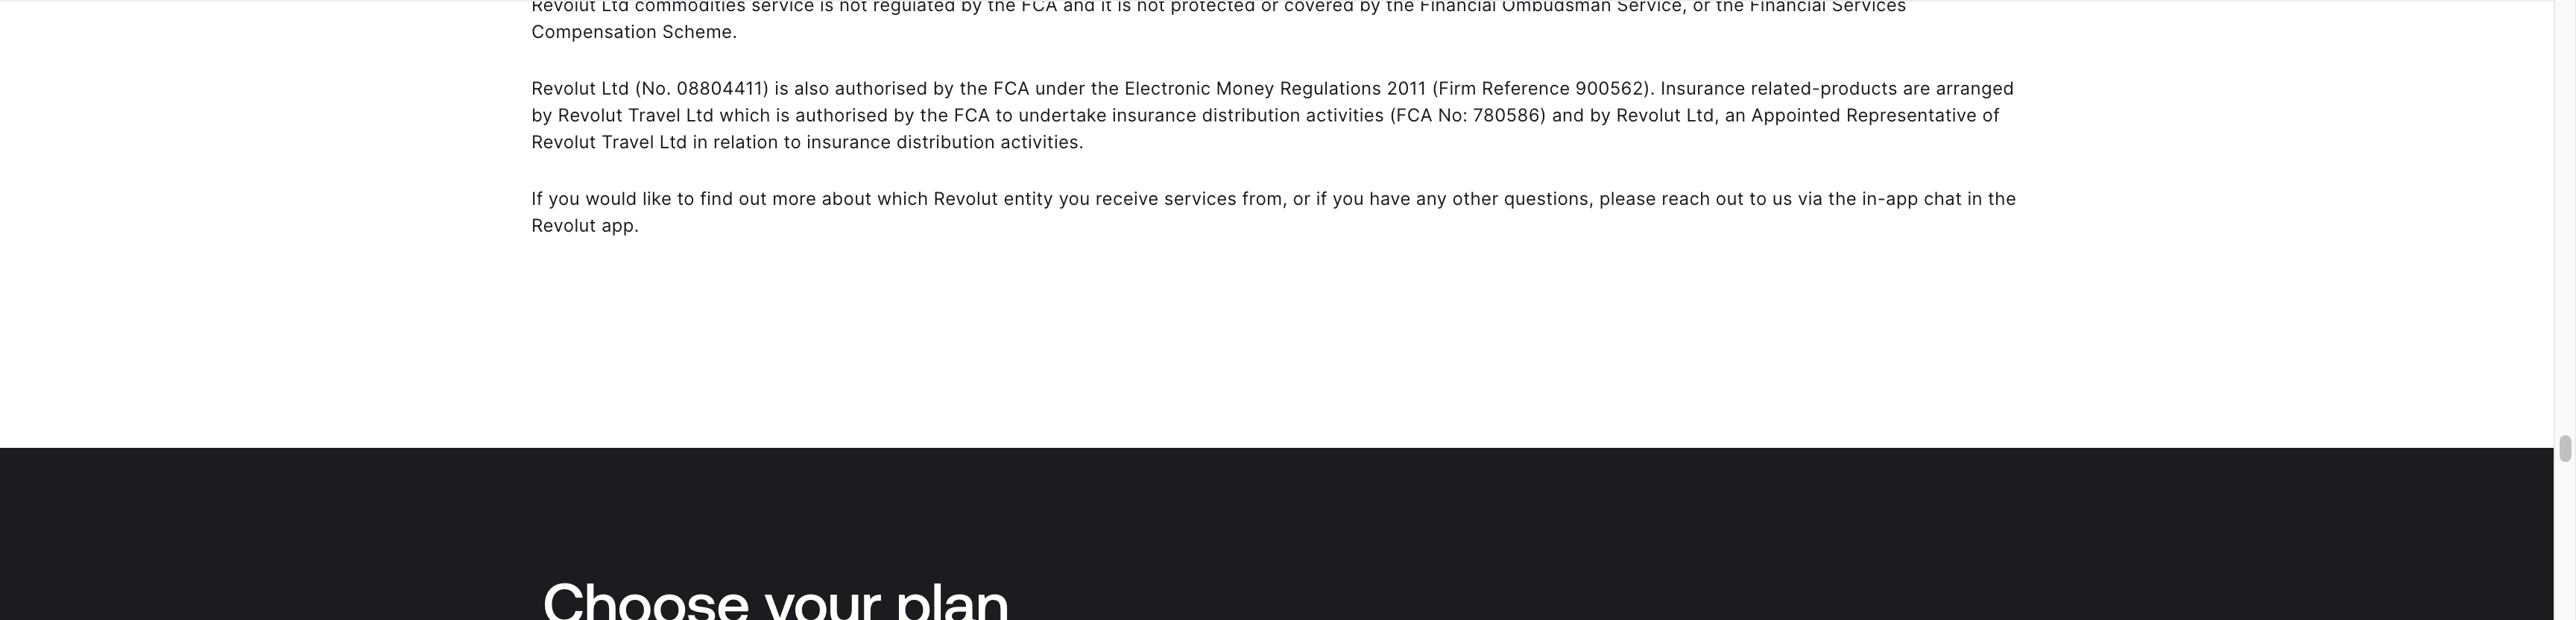 Revolut Ltd commodities service is not regulated by the FCA and it is not protected or covered by the Financial Ombudsman Service, or the Financial Services
Compensation Scheme.
Revolut Ltd (No. 08804411) is also authorised by the FCA under the Electronic Money Regulations 2011 (Firm Reference 900562). Insurance related-products are arranged
by Revolut Travel Ltd which is authorised by the FCA to undertake insurance distribution activities (FCA No: 780586) and by Revolut Ltd, an Appointed Representative of
Revolut Travel Ltd in relation to insurance distribution activities.
If you would like to find out more about which Revolut entity you receive services from, or if you have any other questions, please reach out to us via the in-app chat in the
Revolut app.
Choose your plan